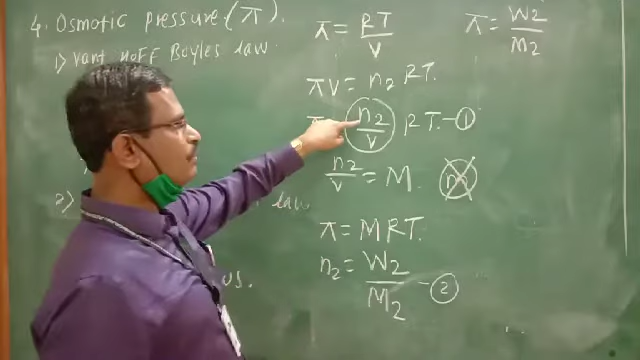 4. Osmotic pressure (π).
1) Vant hoff Boyles law
2) law
us.
π = RT/V
πV = n2 RT.
n2/V RT. - ①
n2/V = M. m
π = MRT.
n2 = W2/M2 - ②
π = W2/M2